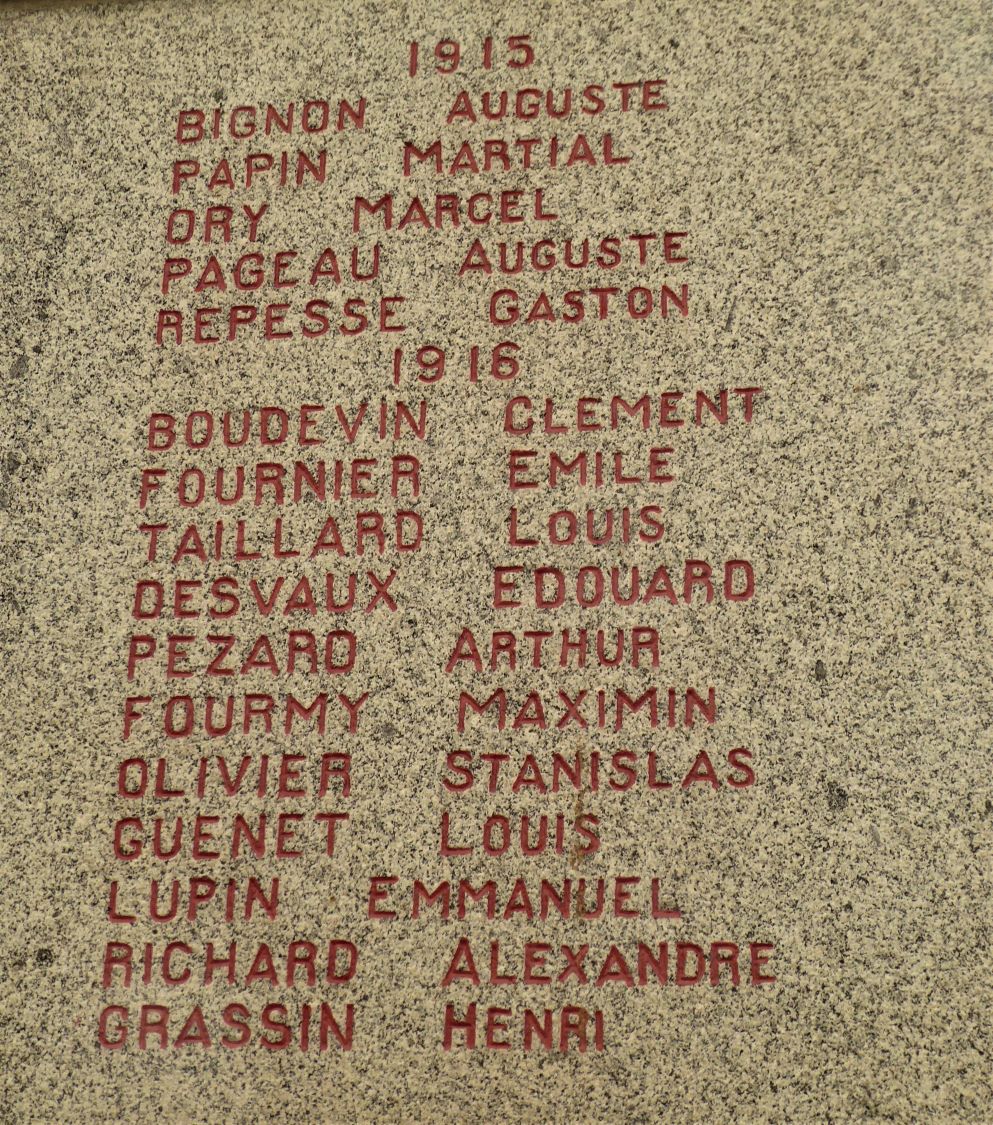 1915
BIGNON AUGUSTE
PAPIN MARTIAL
ORY MARCEL
PAGEAU AUGUSTE
REPESSE GASTON
1916
BOUDEVIN CLEMENT
FOURNIER EMILE
TAILLARD LOUIS
DESVAUX EDOUARD
PEZARD ARTHUR
FOURMY MAXIMIN
OLIVIER STANISLAS
GUENET LOUIS
LUPIN EMMANUEL
RICHARD ALEXANDRE
GRASSIN HENRI